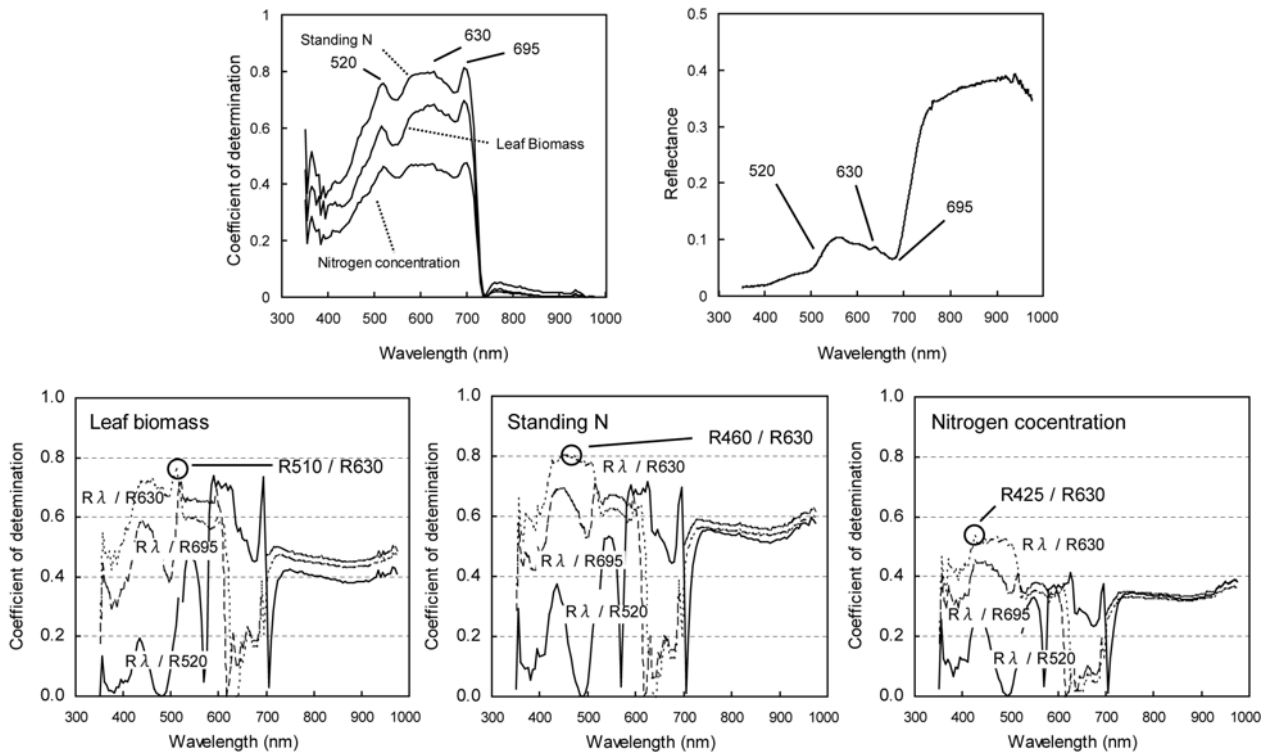 1
0.8
0.6
0.4
0.2
0
Coefficient of determination
Standing N
520
630
695
Leaf Biomass
Nitrogen concentration
300 400 500 600 700 800 900 1000
Wavelength (nm)
0.5
0.4
0.3
0.2
0.1
0
Reflectance
520
630
695
300 400 500 600 700 800 900 1000
Wavelength (nm)
1.0
0.8
0.6
0.4
0.2
0.0
Coefficient of detemination
Leaf biomass
R510 / R630
Rλ / R630
Rλ / R695
Rλ / R520
300 400 500 600 700 800 900 1000
Wavelength (nm)
1.0
0.8
0.6
0.4
0.2
0.0
Coefficient of detemination
Standing N
R460 / R630
Rλ / R630
Rλ / R695
Rλ / R520
300 400 500 600 700 800 900 1000
Wavelength (nm)
1.0
0.8
0.6
0.4
0.2
0.0
Coefficient of detemination
Nitrogen cocentration
R425 / R630
Rλ / R630
Rλ / R695
Rλ / R520
300 400 500 600 700 800 900 1000
Wavelength (nm)